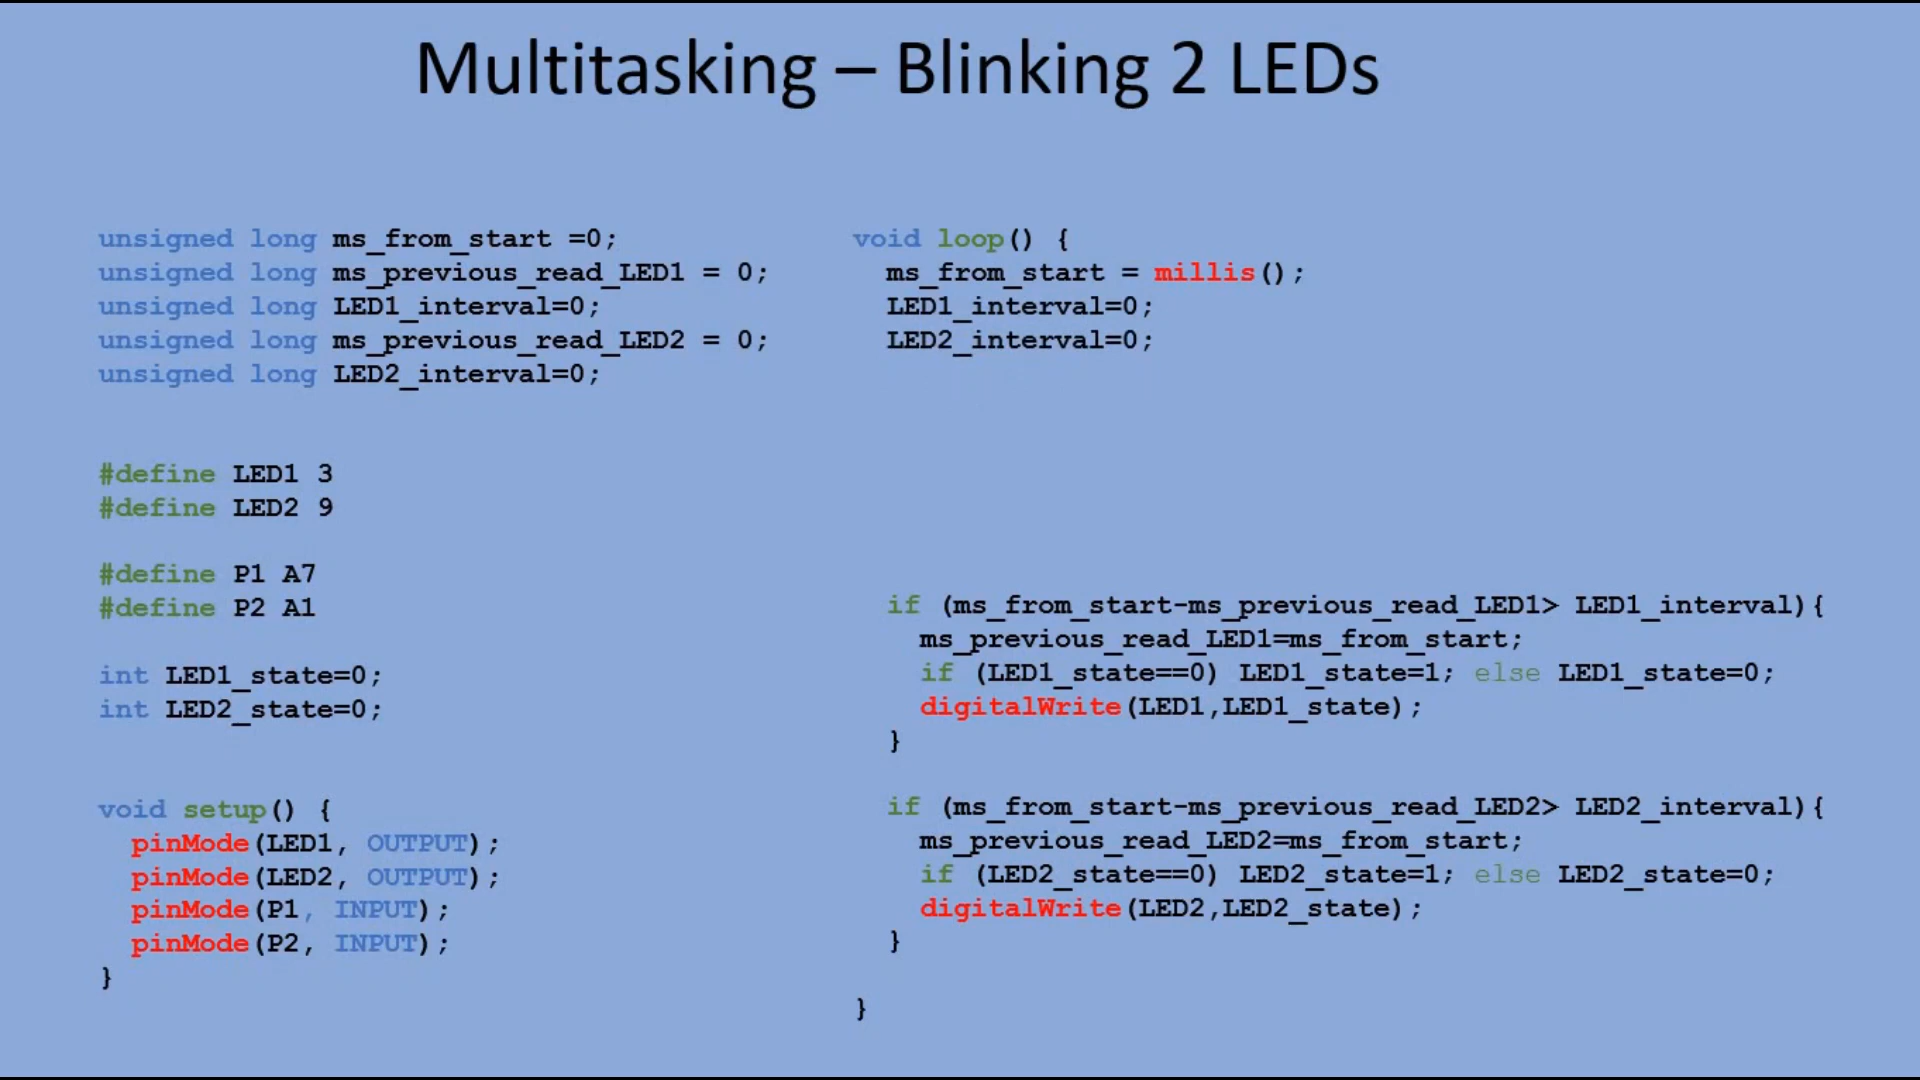 Multitasking – Blinking 2 LEDs
unsigned long ms_from_start =0;
unsigned long ms_previous_read_LED1 = 0;
unsigned long LED1_interval=0;
unsigned long ms_previous_read_LED2 = 0;
unsigned long LED2_interval=0;
#define LED1 3
#define LED2 9
#define P1 A7
#define P2 A1
int LED1_state=0;
int LED2_state=0;
void setup() {
pinMode(LED1, OUTPUT);
pinMode(LED2, OUTPUT);
pinMode(P1, INPUT);
pinMode(P2, INPUT);
}
void loop() {
ms_from_start = millis();
LED1_interval=0;
LED2_interval=0;
if (ms_from_start-ms_previous_read_LED1> LED1_interval){
ms_previous_read_LED1=ms_from_start;
if (LED1_state==0) LED1_state=1; else LED1_state=0;
digitalWrite(LED1,LED1_state);
}
if (ms_from_start-ms_previous_read_LED2> LED2_interval){
ms_previous_read_LED2=ms_from_start;
if (LED2_state==0) LED2_state=1; else LED2_state=0;
digitalWrite(LED2,LED2_state);
}
}